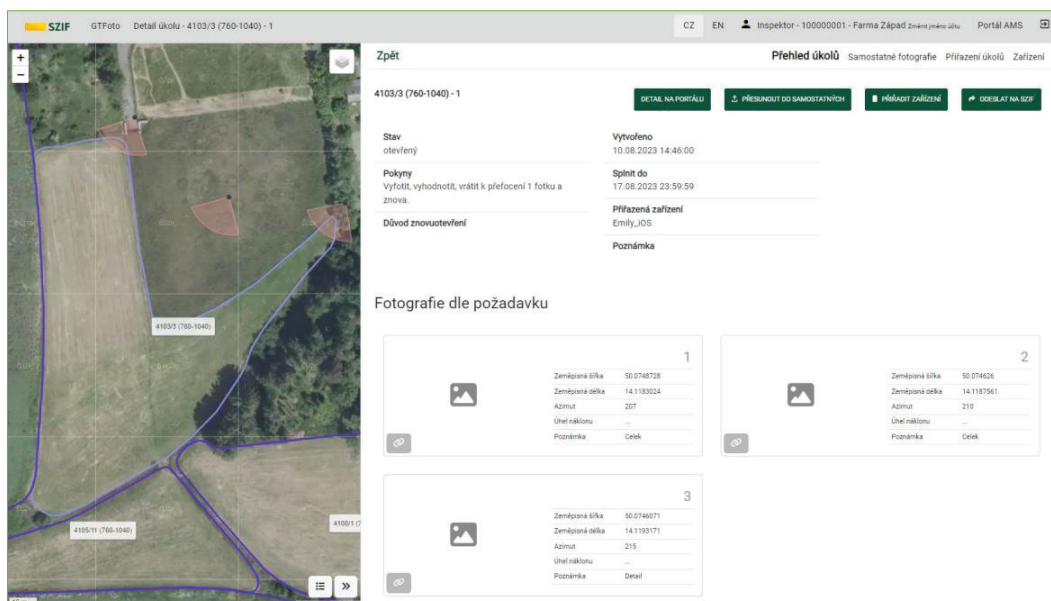 SZIF GTFoto Detail úkolu - 4103/3 (760-1040) - 1 CZ EN Inspektor - 100000001 - Farma Západ Změnit jméno účtu Portál AMS
+
−
Zpět Přehled úkolů Samostatné fotografie Přiřazení úkolů Zařízení
4103/3 (760-1040) - 1 DETAIL NA PORTÁLU PŘESUNOUT DO SAMOSTATNÝCH PŘIŘADIT ZAŘÍZENÍ ODESLAT NA SZIF
Stav
otevřený
Pokyny
Vyfotit, vyhodnotit, vrátit k přefocení 1 fotku a
znova.
Důvod znovuotevření
Vytvořeno
10.08.2023 14:46:00
Splnit do
17.08.2023 23:59:59
Přiřazená zařízení
Emily_iOS
Poznámka
Fotografie dle požadavku
1
Zeměpisná šířka 50.0748728
Zeměpisná délka 14.1183024
Azimut 207
Úhel náklonu ...
Poznámka Celek
2
Zeměpisná šířka 50.074626
Zeměpisná délka 14.1187561
Azimut 210
Úhel náklonu ...
Poznámka Celek
3
Zeměpisná šířka 50.0746071
Zeměpisná délka 14.1193171
Azimut 215
Úhel náklonu ...
Poznámka Detail
4103/3 (760-1040)
4105/11 (760-1040)
4108/1 (7